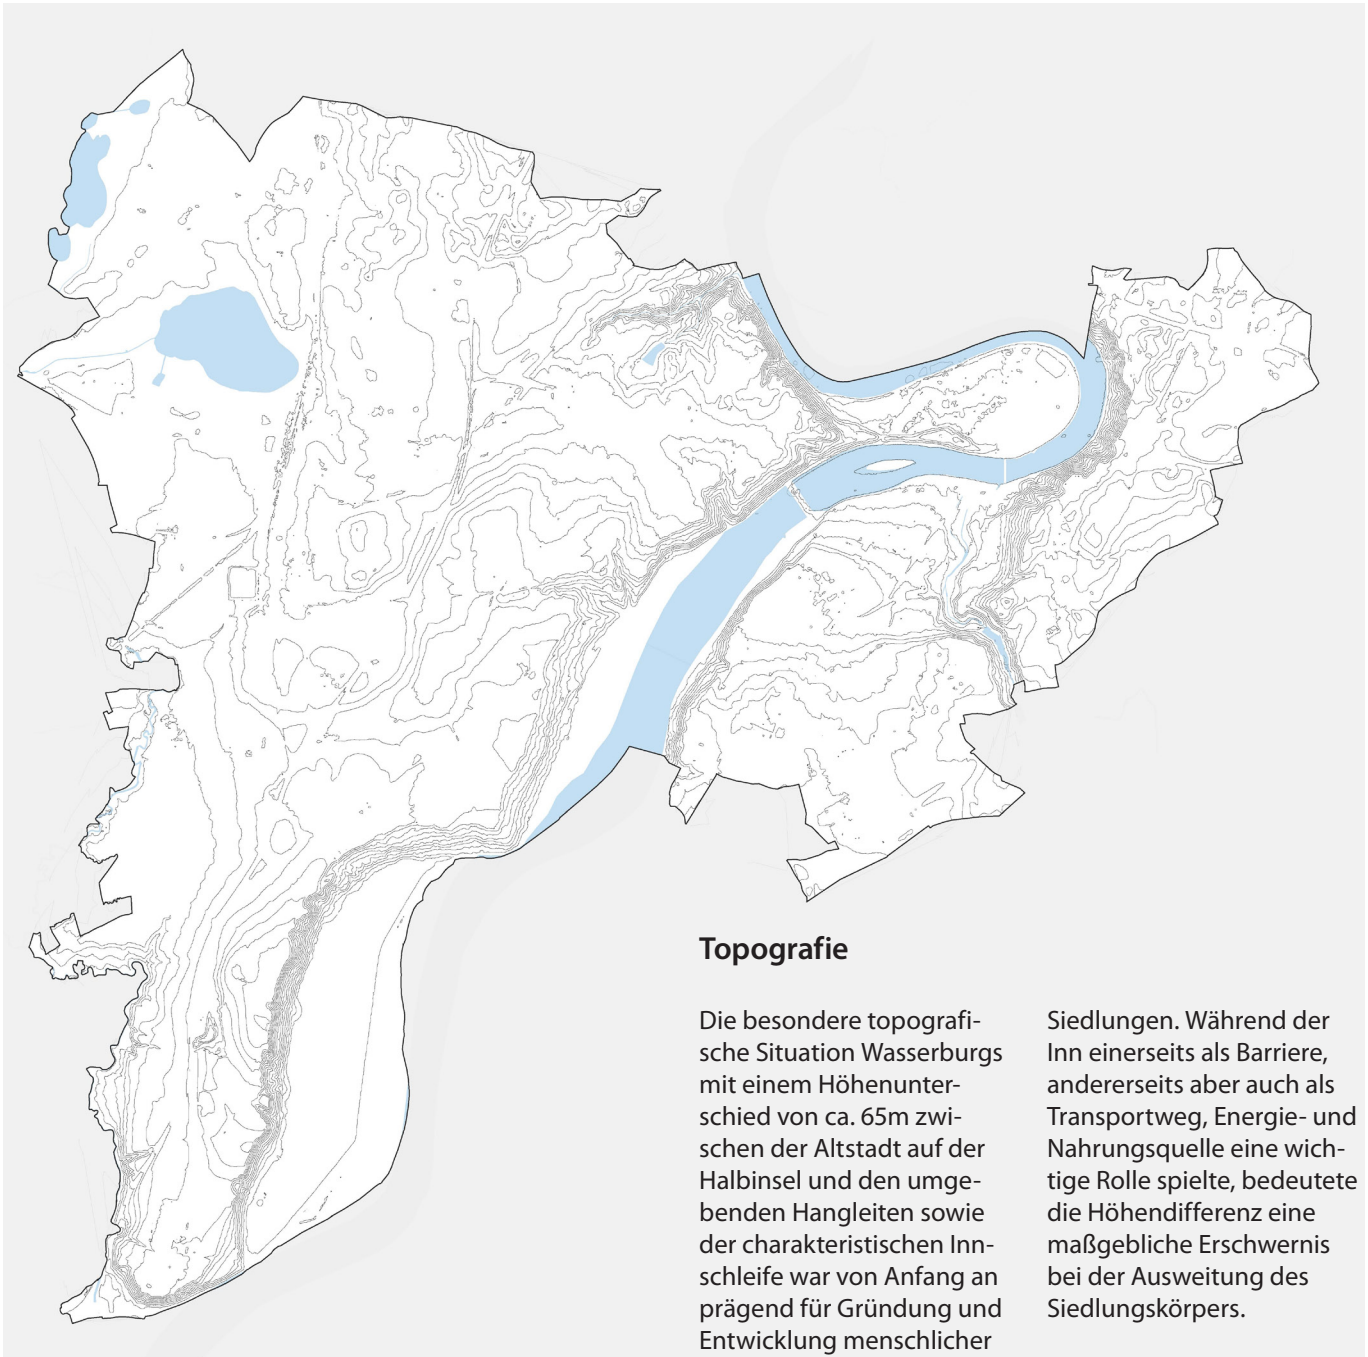 Topografie
Die besondere topografi-
sche Situation Wasserburgs
mit einem Höhenunter-
schied von ca. 65m zwi-
schen der Altstadt auf der
Halbinsel und den umge-
benden Hangleiten sowie
der charakteristischen Inn-
schleife war von Anfang an
prägend für Gründung und
Entwicklung menschlicher
Siedlungen. Während der
Inn einerseits als Barriere,
andererseits aber auch als
Transportweg, Energie- und
Nahrungsquelle eine wich-
tige Rolle spielte, bedeutete
die Höhendifferenz eine
maßgebliche Erschwernis
bei der Ausweitung des
Siedlungskörpers.